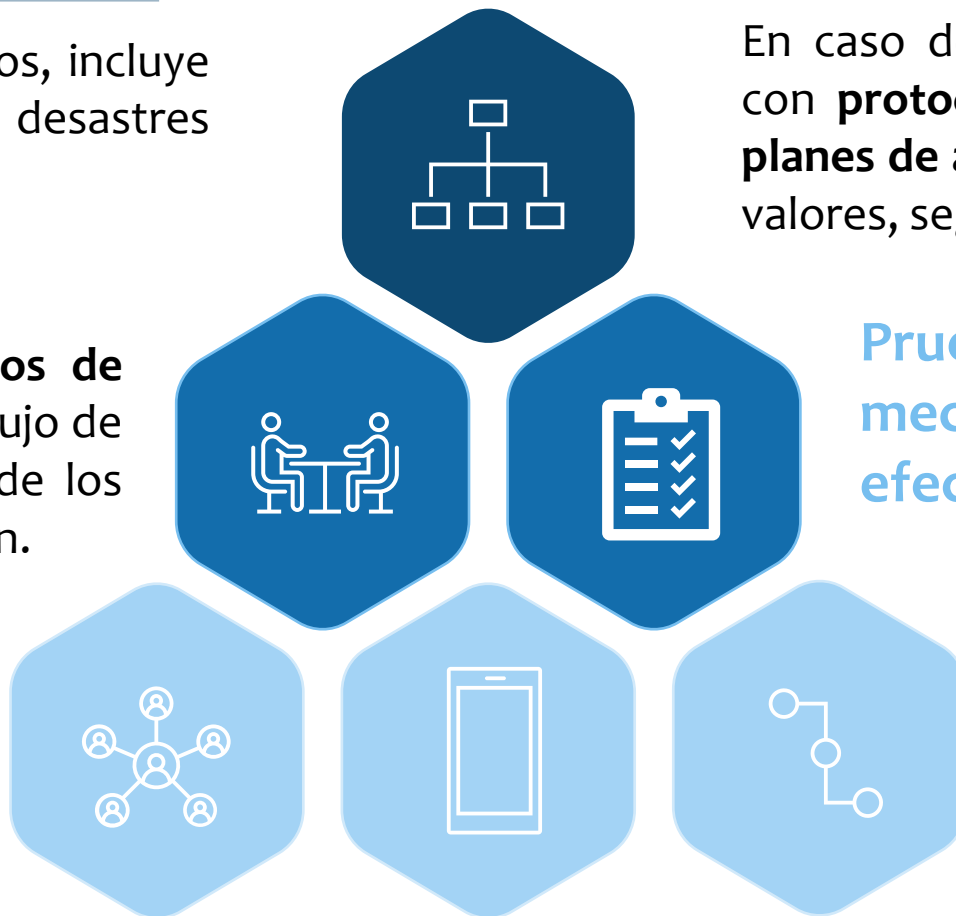 os, incluye
desastres
En caso d
con proto
planes de a
valores, se
os de
ujo de
de los
n.
Prue
mec
efec